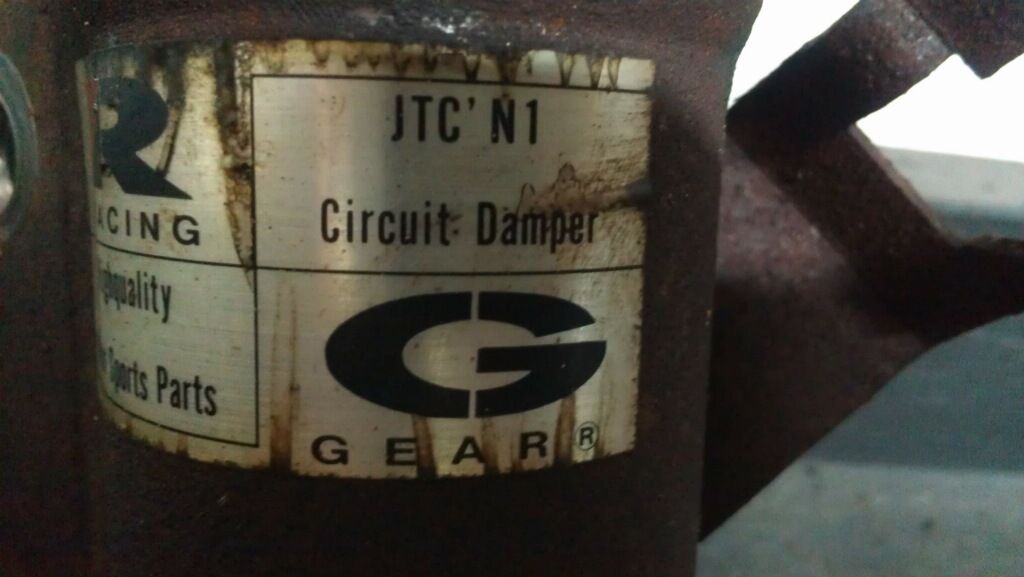 R
ACING
JTC' N1
Circuit Damper
quality
Sports Parts
G
GEAR®